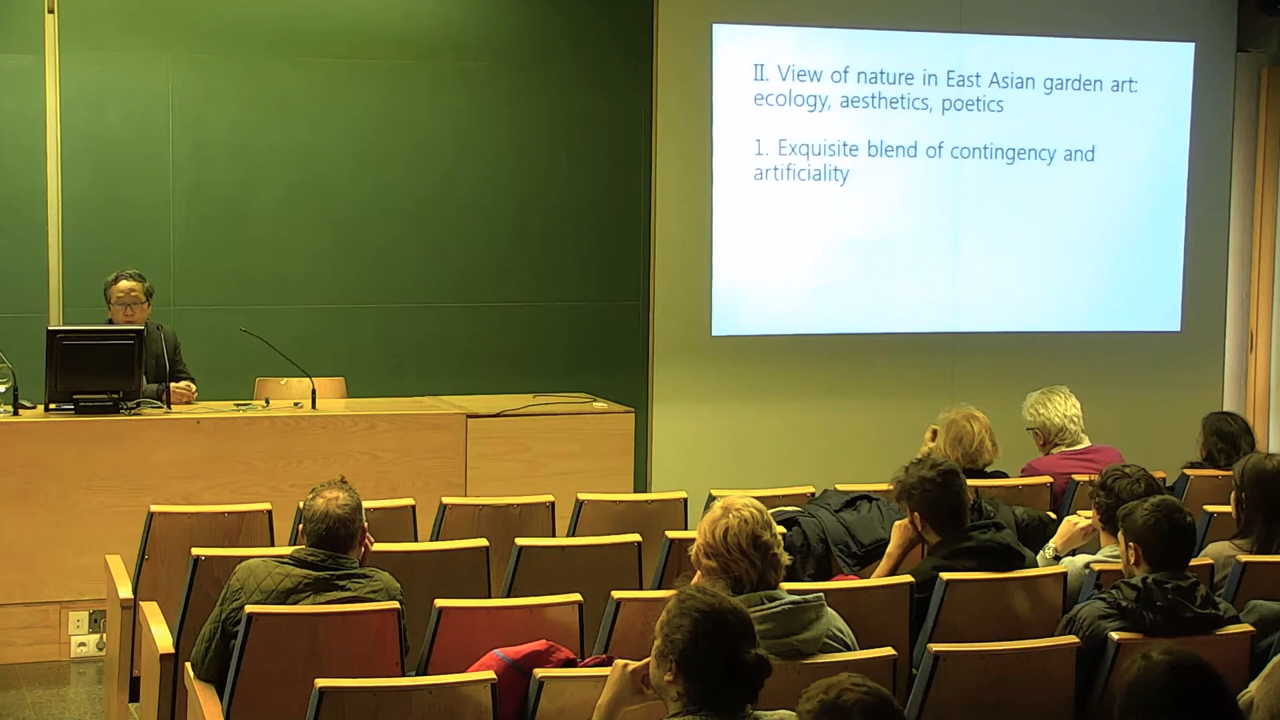 Ⅱ. View of nature in East Asian garden art:
ecology, aesthetics, poetics
1. Exquisite blend of contingency and
artificiality